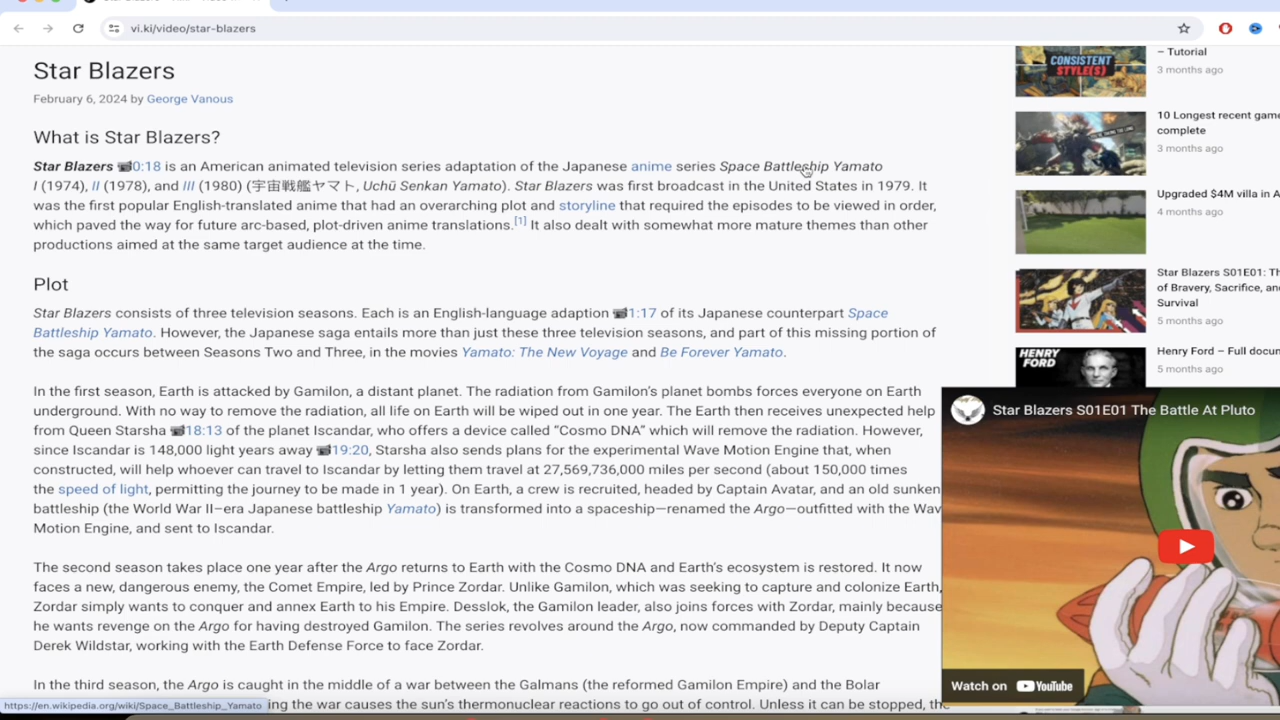 vi.ki/video/star-blazers
Star Blazers
February 6, 2024 by George Vanous
What is Star Blazers?
Star Blazers 0:18 is an American animated television series adaptation of the Japanese anime series Space Battleship Yamato
I (1974), II (1978), and III (1980) (宇宙戦艦ヤマト, Uchū Senkan Yamato). Star Blazers was first broadcast in the United States in 1979. It
was the first popular English-translated anime that had an overarching plot and storyline that required the episodes to be viewed in order,
which paved the way for future arc-based, plot-driven anime translations.[1] It also dealt with somewhat more mature themes than other
productions aimed at the same target audience at the time.
Plot
Star Blazers consists of three television seasons. Each is an English-language adaption 1:17 of its Japanese counterpart Space
Battleship Yamato. However, the Japanese saga entails more than just these three television seasons, and part of this missing portion of
the saga occurs between Seasons Two and Three, in the movies Yamato: The New Voyage and Be Forever Yamato.
In the first season, Earth is attacked by Gamilon, a distant planet. The radiation from Gamilon's planet bombs forces everyone on Earth
underground. With no way to remove the radiation, all life on Earth will be wiped out in one year. The Earth then receives unexpected help
from Queen Starsha 18:13 of the planet Iscandar, who offers a device called “Cosmo DNA” which will remove the radiation. However,
since Iscandar is 148,000 light years away 19:20, Starsha also sends plans for the experimental Wave Motion Engine that, when
constructed, will help whoever can travel to Iscandar by letting them travel at 27,569,736,000 miles per second (about 150,000 times
the speed of light, permitting the journey to be made in 1 year). On Earth, a crew is recruited, headed by Captain Avatar, and an old sunken
battleship (the World War II–era Japanese battleship Yamato) is transformed into a spaceship—renamed the Argo—outfitted with the Wav
Motion Engine, and sent to Iscandar.
The second season takes place one year after the Argo returns to Earth with the Cosmo DNA and Earth's ecosystem is restored. It now
faces a new, dangerous enemy, the Comet Empire, led by Prince Zordar. Unlike Gamilon, which was seeking to capture and colonize Earth,
Zordar simply wants to conquer and annex Earth to his Empire. Desslok, the Gamilon leader, also joins forces with Zordar, mainly because
he wants revenge on the Argo for having destroyed Gamilon. The series revolves around the Argo, now commanded by Deputy Captain
Derek Wildstar, working with the Earth Defense Force to face Zordar.
In the third season, the Argo is caught in the middle of a war between the Galmans (the reformed Gamilon Empire) and the Bolar
ing the war causes the sun's thermonuclear reactions to go out of control. Unless it can be stopped, the
https://en.wikipedia.org/wiki/Space_Battleship_Yamato
CONSISTENT
STYLE(S)
– Tutorial
3 months ago
10 Longest recent game
complete
3 months ago
Upgraded $4M villa in A
4 months ago
Star Blazers S01E01: Th
of Bravery, Sacrifice, and
Survival
5 months ago
HENRY
FORD
Henry Ford – Full docum
5 months ago
Star Blazers S01E01 The Battle At Pluto
Watch on YouTube